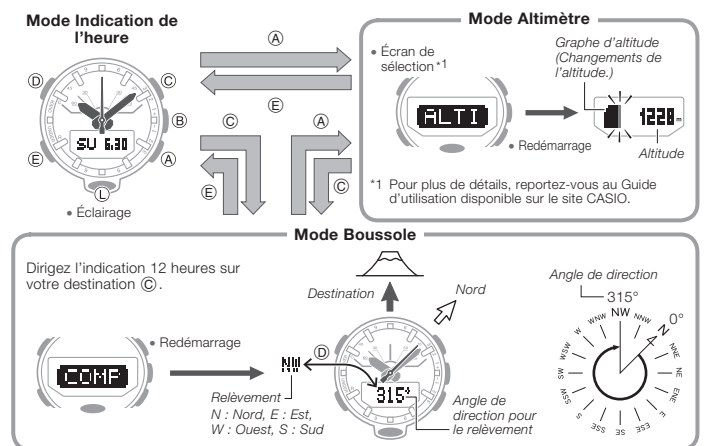 Mode Indication de
l'heure
D
C
B
E
A
SU 6:30
L
• Éclairage
A
E
C
A
E
C
Mode Altimètre
• Écran de
sélection *1
ALTI
• Redémarrage
Graphe d'altitude
(Changements de
l'altitude.)
1220 m
Altitude
*1 Pour plus de détails, reportez-vous au Guide
d'utilisation disponible sur le site CASIO.
Mode Boussole
Dirigez l'indication 12 heures sur
votre destination Ⓒ.
COMP
• Redémarrage
NW
Relèvement
N : Nord, E : Est,
W : Ouest, S : Sud
D
Destination
Nord
315°
Angle de
direction pour
le relèvement
Angle de direction
315°
0°
NW
NNW
N
NNE
NE
ENE
E
ESE
SE
SSE
S
SSW
SW
WSW
W
WNW